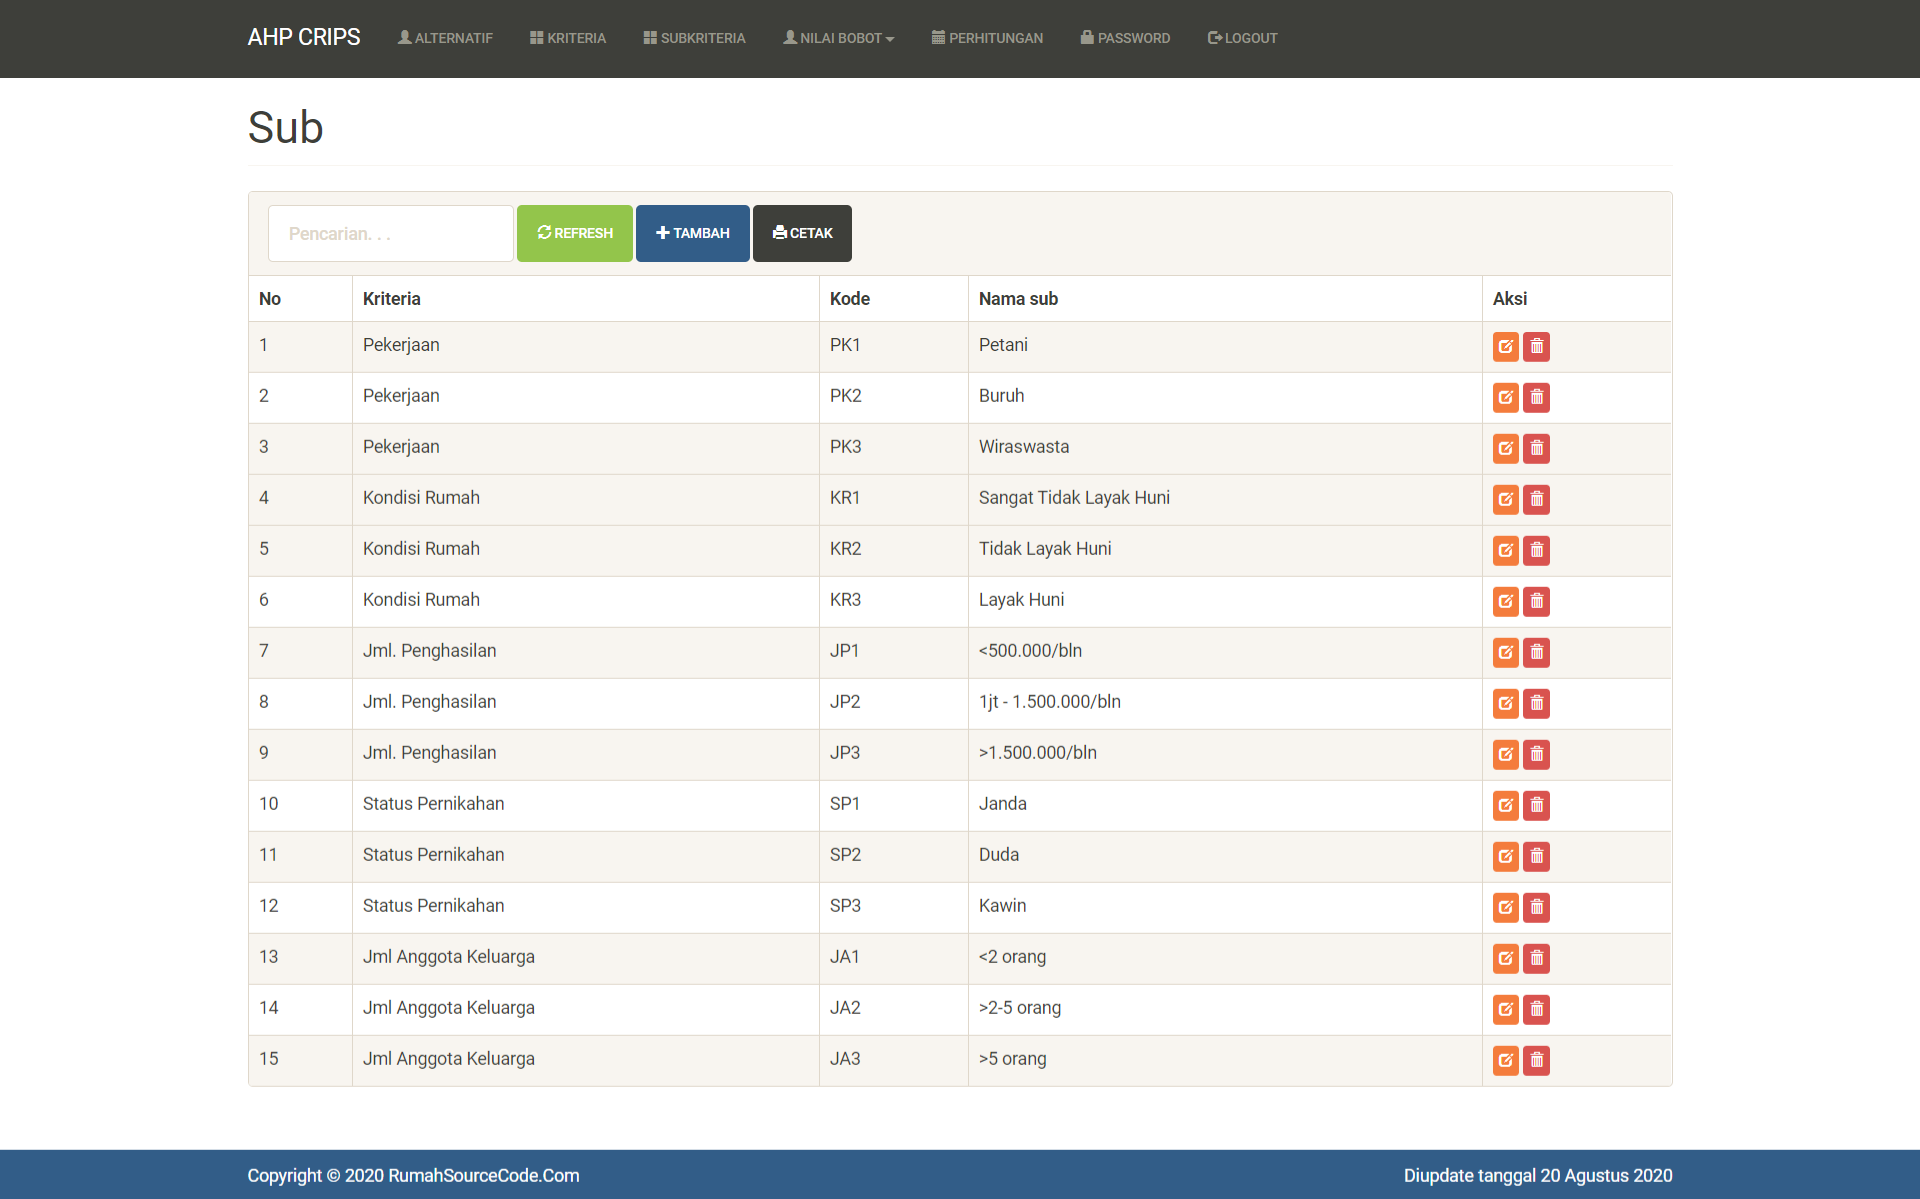 AHP CRIPS ALTERNATIF KRITERIA SUBKRITERIA NILAI BOBOT PERHITUNGAN PASSWORD LOGOUT
Sub
Pencarian. . . REFRESH TAMBAH CETAK
No Kriteria Kode Nama sub Aksi
1 Pekerjaan PK1 Petani
2 Pekerjaan PK2 Buruh
3 Pekerjaan PK3 Wiraswasta
4 Kondisi Rumah KR1 Sangat Tidak Layak Huni
5 Kondisi Rumah KR2 Tidak Layak Huni
6 Kondisi Rumah KR3 Layak Huni
7 Jml. Penghasilan JP1 <500.000/bln
8 Jml. Penghasilan JP2 1jt - 1.500.000/bln
9 Jml. Penghasilan JP3 >1.500.000/bln
10 Status Pernikahan SP1 Janda
11 Status Pernikahan SP2 Duda
12 Status Pernikahan SP3 Kawin
13 Jml Anggota Keluarga JA1 <2 orang
14 Jml Anggota Keluarga JA2 >2-5 orang
15 Jml Anggota Keluarga JA3 >5 orang
Copyright © 2020 RumahSourceCode.Com Diupdate tanggal 20 Agustus 2020